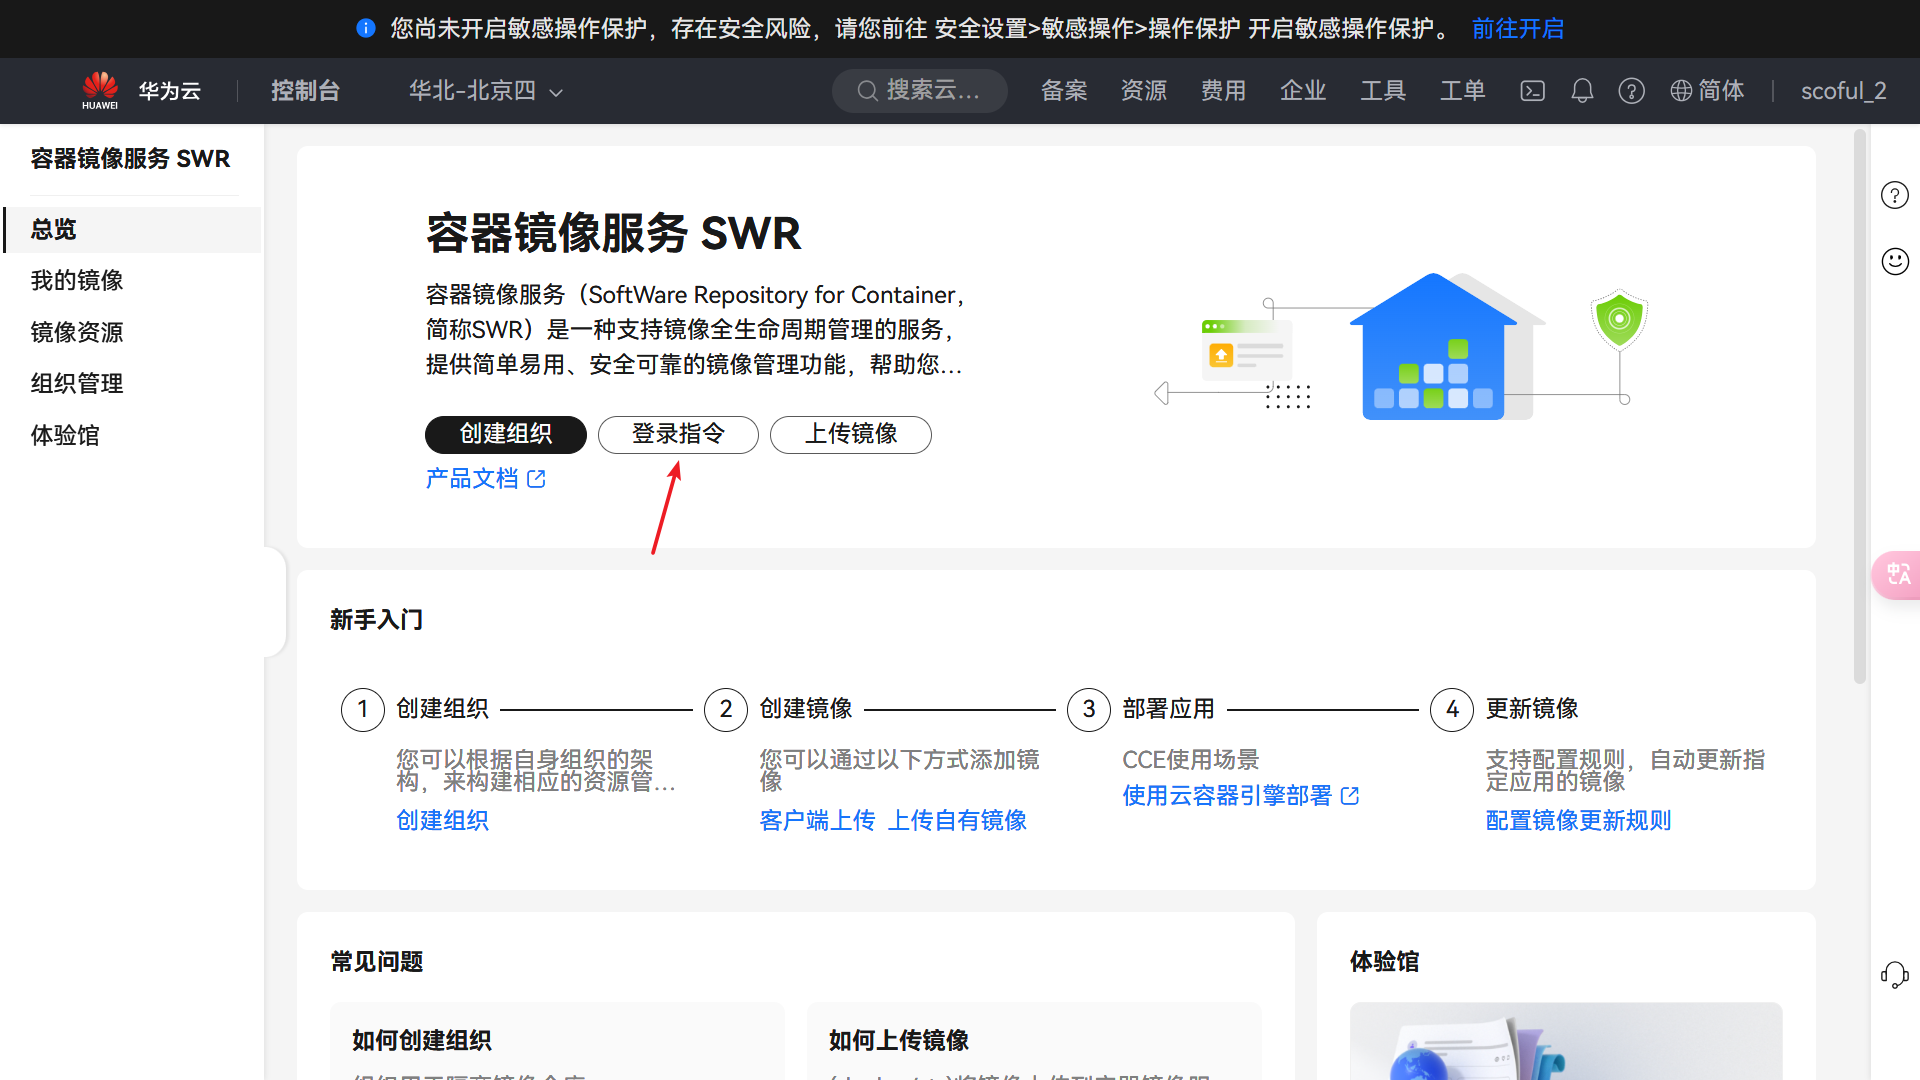 您尚未开启敏感操作保护，存在安全风险，请您前往 安全设置>敏感操作>操作保护 开启敏感操作保护。 前往开启
HUAWEI 华为云 控制台 华北-北京四 搜索云... 备案 资源 费用 企业 工具 工单 简体 scoful_2
容器镜像服务 SWR
总览
我的镜像
镜像资源
组织管理
体验馆
容器镜像服务 SWR
容器镜像服务（SoftWare Repository for Container，
简称SWR）是一种支持镜像全生命周期管理的服务，
提供简单易用、安全可靠的镜像管理功能，帮助您...
创建组织 登录指令 上传镜像
产品文档
新手入门
1 创建组织
您可以根据自身组织的架
构，来构建相应的资源管...
创建组织
2 创建镜像
您可以通过以下方式添加镜
像
客户端上传 上传自有镜像
3 部署应用
CCE使用场景
使用云容器引擎部署
4 更新镜像
支持配置规则，自动更新指
定应用的镜像
配置镜像更新规则
常见问题
如何创建组织
如何上传镜像
体验馆
中A